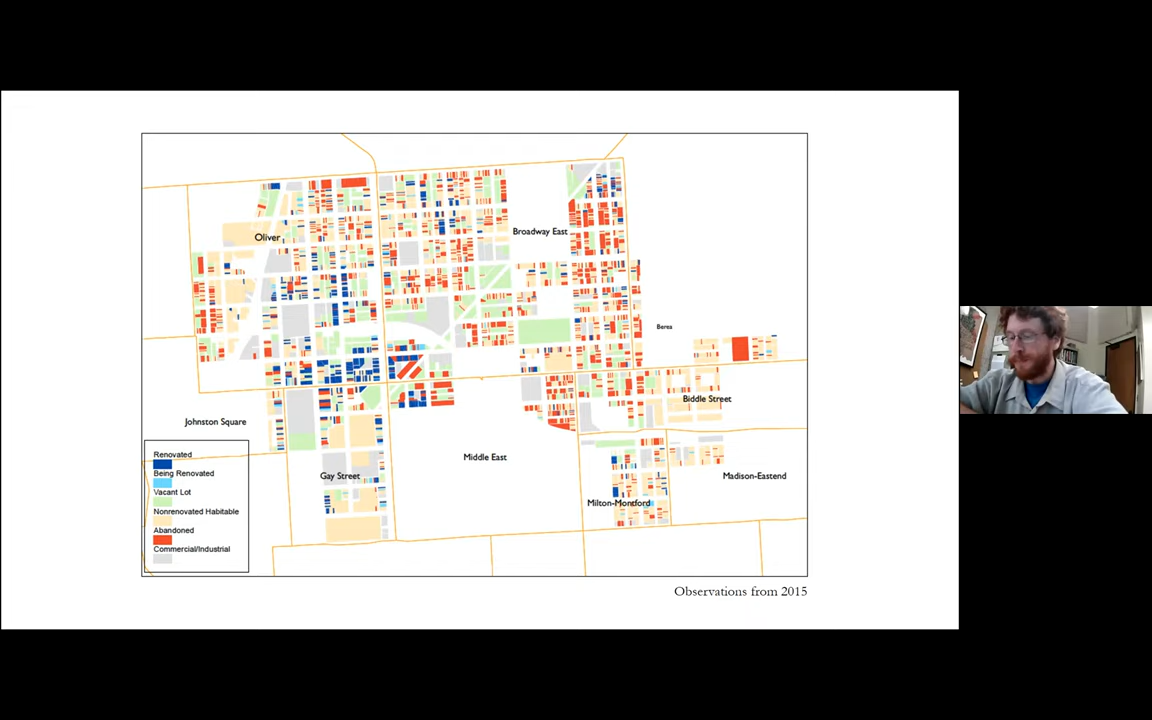 Oliver
Broadway East
Berea
Biddle Street
Johnston Square
Middle East
Gay Street
Madison-Eastend
Milton-Montford
Renovated
Being Renovated
Vacant Lot
Nonrenovated Habitable
Abandoned
Commercial/Industrial
Observations from 2015